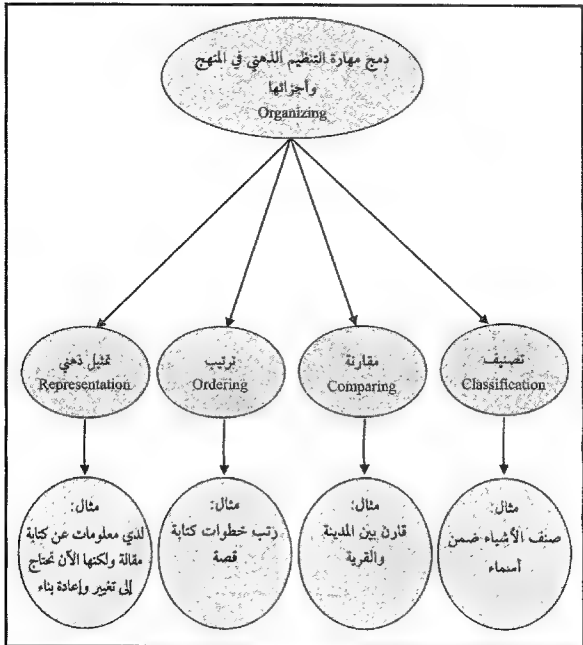 دمج مهارة التنظيم الذهني في المنهج
وأجزائها
Organizing
تصنيف
Classification
مقارنة
Comparing
ترتيب
Ordering
تمثيل ذهني
Representation
مثال:
صنف الأشياء ضمن
أسماء
مثال:
قارن بين المدينة
والقرية
مثال:
رتب خطوات كتابة
قصة
مثال:
لدي معلومات عن كتابة
مقالة ولكنها الآن تحتاج
إلى تغيير وإعادة بناء